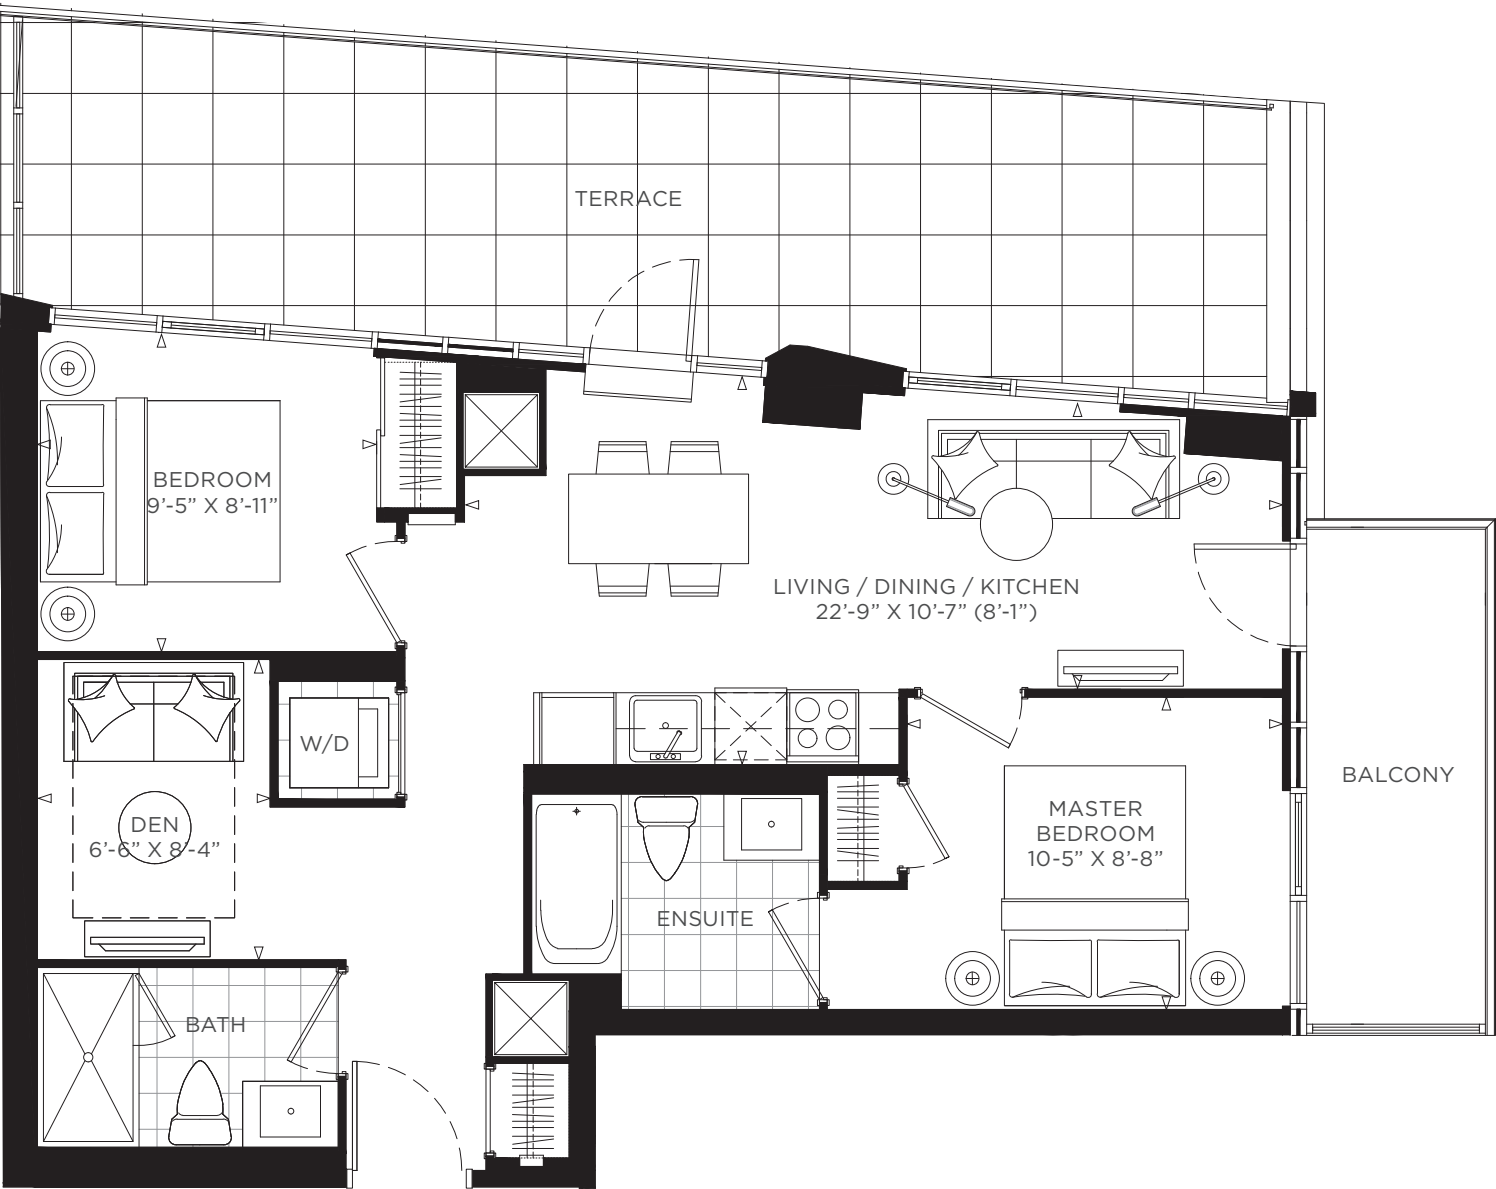 TERRACE
BEDROOM
9’-5” X 8’-11”
LIVING / DINING / KITCHEN
22’-9” X 10’-7” (8’-1”)
W/D
BALCONY
DEN
6’-6” X 8’-4”
MASTER
BEDROOM
10-5” X 8’-8”
ENSUITE
BATH